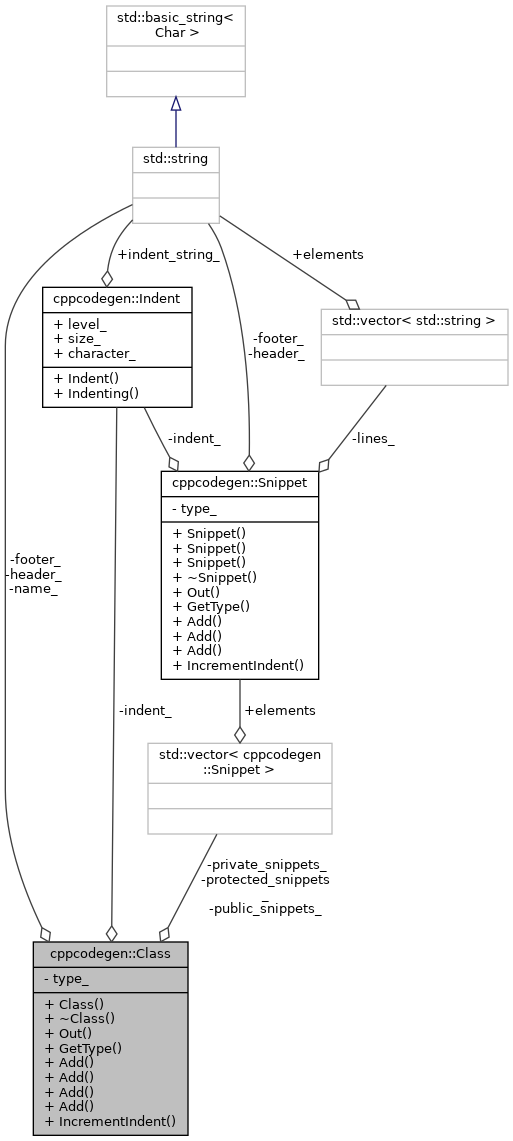 std::basic_string<
Char >
std::string
+indent_string_
+elements
cppcodegen::Indent
+ level_
+ size_
+ character_
+ Indent()
+ Indenting()
std::vector< std::string >
-footer_
-header_
-indent_
-lines_
cppcodegen::Snippet
- type_
+ Snippet()
+ Snippet()
+ Snippet()
+ ~Snippet()
+ Out()
+ GetType()
+ Add()
+ Add()
+ Add()
+ IncrementIndent()
-footer_
-header_
-name_
-indent_
+elements
std::vector< cppcodegen
::Snippet >
-private_snippets_
-protected_snippets
_
-public_snippets_
cppcodegen::Class
- type_
+ Class()
+ ~Class()
+ Out()
+ GetType()
+ Add()
+ Add()
+ Add()
+ Add()
+ IncrementIndent()